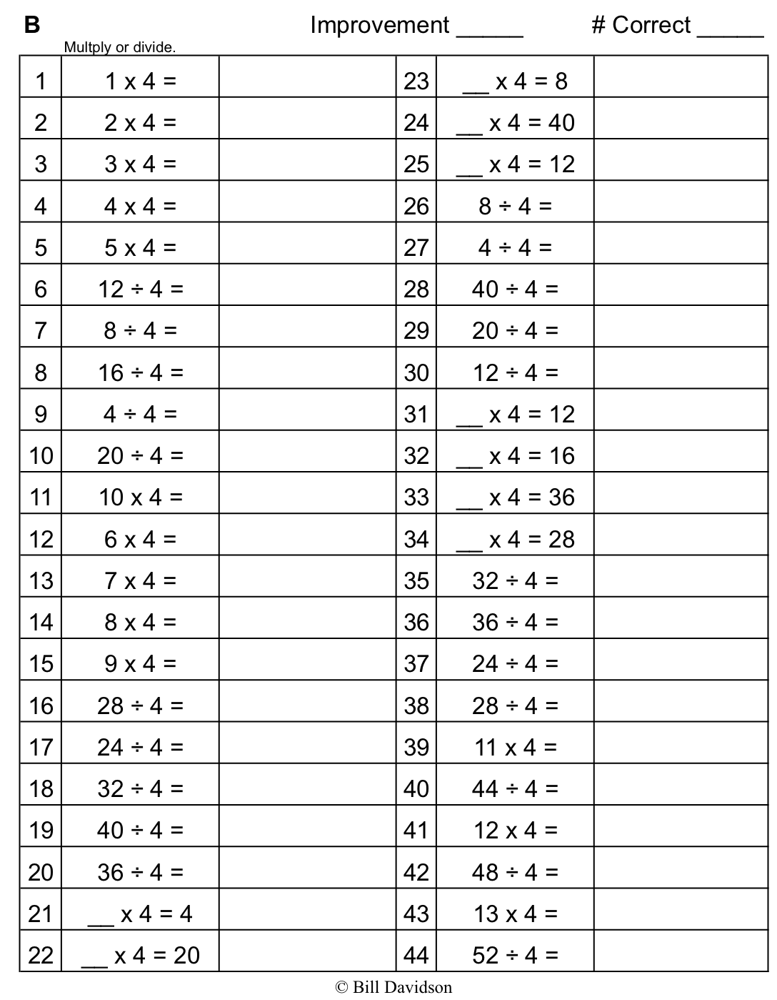 B Improvement _____ # Correct _____
Multply or divide.
1 1 x 4 = 23 __ x 4 = 8
2 2 x 4 = 24 __ x 4 = 40
3 3 x 4 = 25 __ x 4 = 12
4 4 x 4 = 26 8 ÷ 4 =
5 5 x 4 = 27 4 ÷ 4 =
6 12 ÷ 4 = 28 40 ÷ 4 =
7 8 ÷ 4 = 29 20 ÷ 4 =
8 16 ÷ 4 = 30 12 ÷ 4 =
9 4 ÷ 4 = 31 __ x 4 = 12
10 20 ÷ 4 = 32 __ x 4 = 16
11 10 x 4 = 33 __ x 4 = 36
12 6 x 4 = 34 __ x 4 = 28
13 7 x 4 = 35 32 ÷ 4 =
14 8 x 4 = 36 36 ÷ 4 =
15 9 x 4 = 37 24 ÷ 4 =
16 28 ÷ 4 = 38 28 ÷ 4 =
17 24 ÷ 4 = 39 11 x 4 =
18 32 ÷ 4 = 40 44 ÷ 4 =
19 40 ÷ 4 = 41 12 x 4 =
20 36 ÷ 4 = 42 48 ÷ 4 =
21 __ x 4 = 4 43 13 x 4 =
22 __ x 4 = 20 44 52 ÷ 4 =
© Bill Davidson